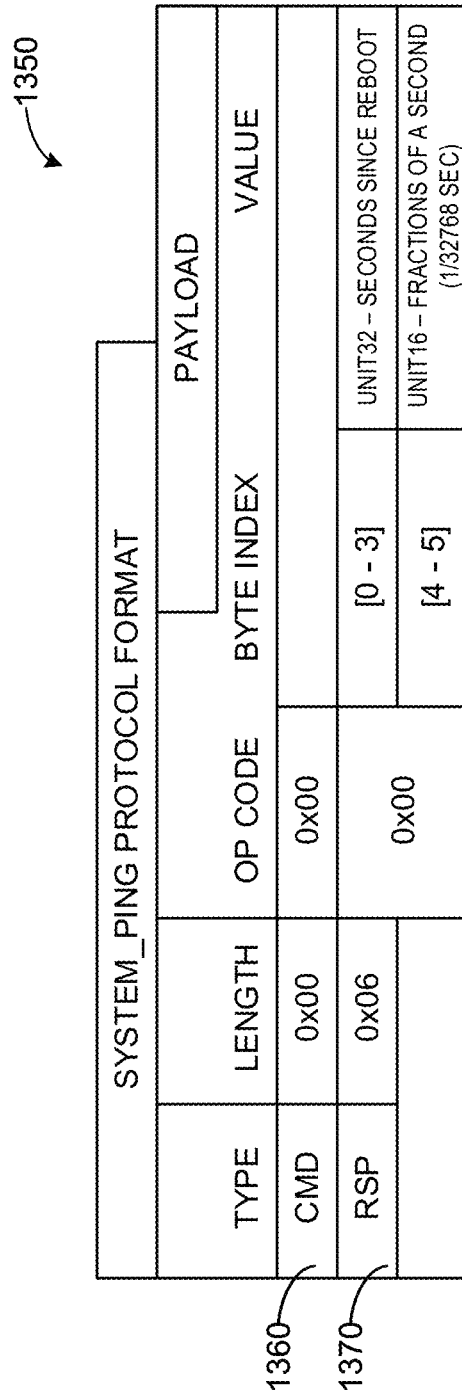 1350
SYSTEM_PING PROTOCOL FORMAT
PAYLOAD
TYPE LENGTH OP CODE BYTE INDEX VALUE
1360 CMD 0x00 0x00
1370 RSP 0x06 0x00 [0 - 3] UNIT32 – SECONDS SINCE REBOOT
[4 - 5] UNIT16 – FRACTIONS OF A SECOND
(1/32768 SEC)